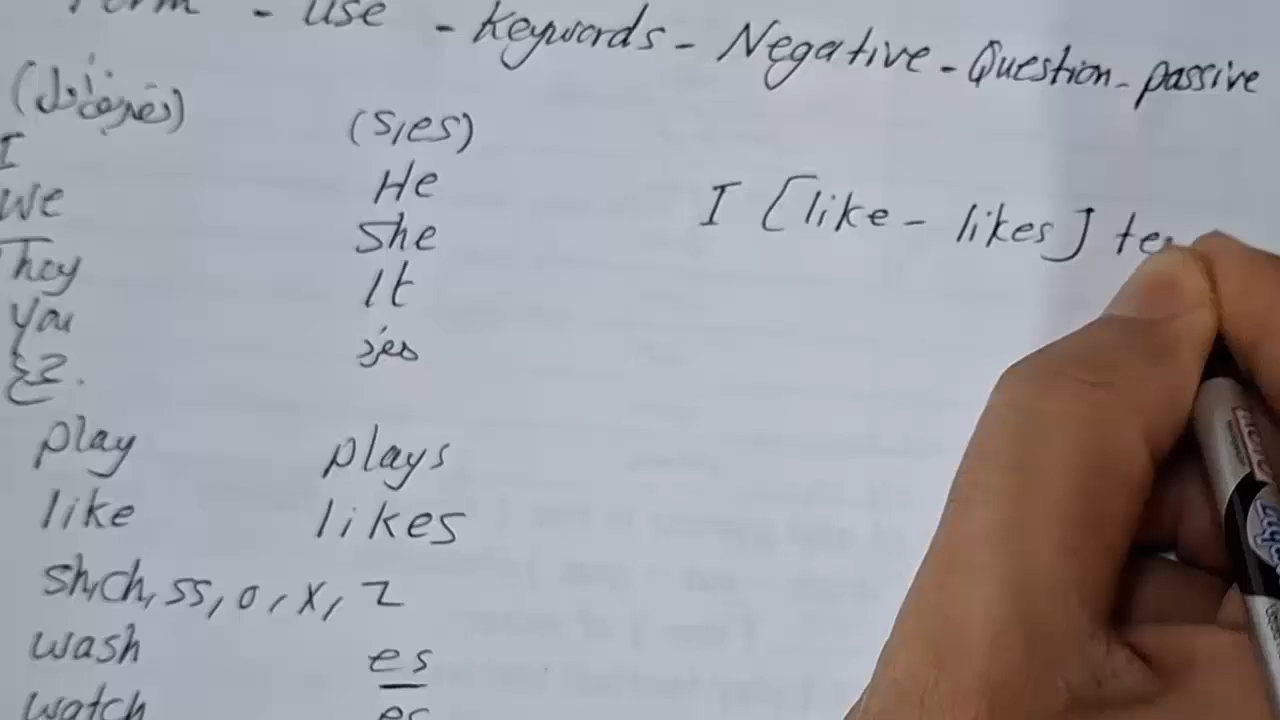 Form - Use - Keywords - Negative - Question - passive
(تصريف أول) (s,es)
I He
We She
They It
You مفرد
جمع.
I [like - likes] te
play plays
like likes
sh, ch, ss, o, x, z
wash es
watch es